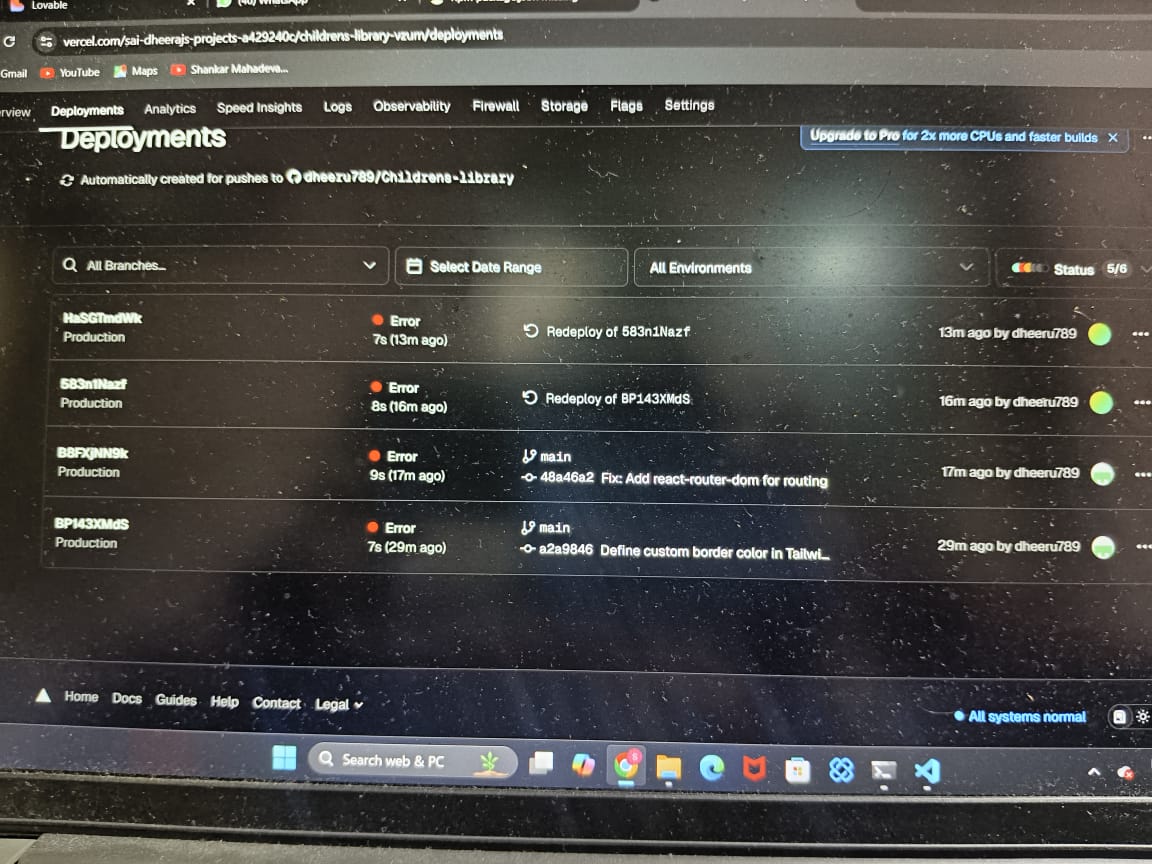 Lovable
vercel.com/sai-dheerajs-projects-a429240c/childrens-library-vzum/deployments
Gmail YouTube Maps Shankar Mahadeva...
rview Deployments Analytics Speed Insights Logs Observability Firewall Storage Flags Settings
Deployments
Upgrade to Pro for 2x more CPUs and faster builds
Automatically created for pushes to dheeru789/Childrens-library
All Branches... Select Date Range All Environments Status 5/6
HaSGTmdWk Error
Production 7s (13m ago) Redeploy of 583n1Nazf 13m ago by dheeru789
583n1Nazf Error
Production 8s (16m ago) Redeploy of BP143XMdS 16m ago by dheeru789
B8FXjNN9k Error main
Production 9s (17m ago) 48a46a2 Fix: Add react-router-dom for routing 17m ago by dheeru789
BP143XMdS Error main
Production 7s (29m ago) a2a9846 Define custom border color in Tailwi... 29m ago by dheeru789
Home Docs Guides Help Contact Legal
All systems normal
Search web & PC